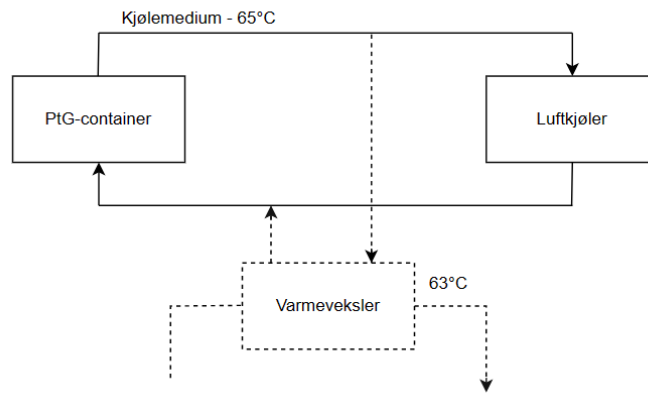 Kjølemedium - 65°C
PtG-container
Luftkjøler
63°C
Varmeveksler